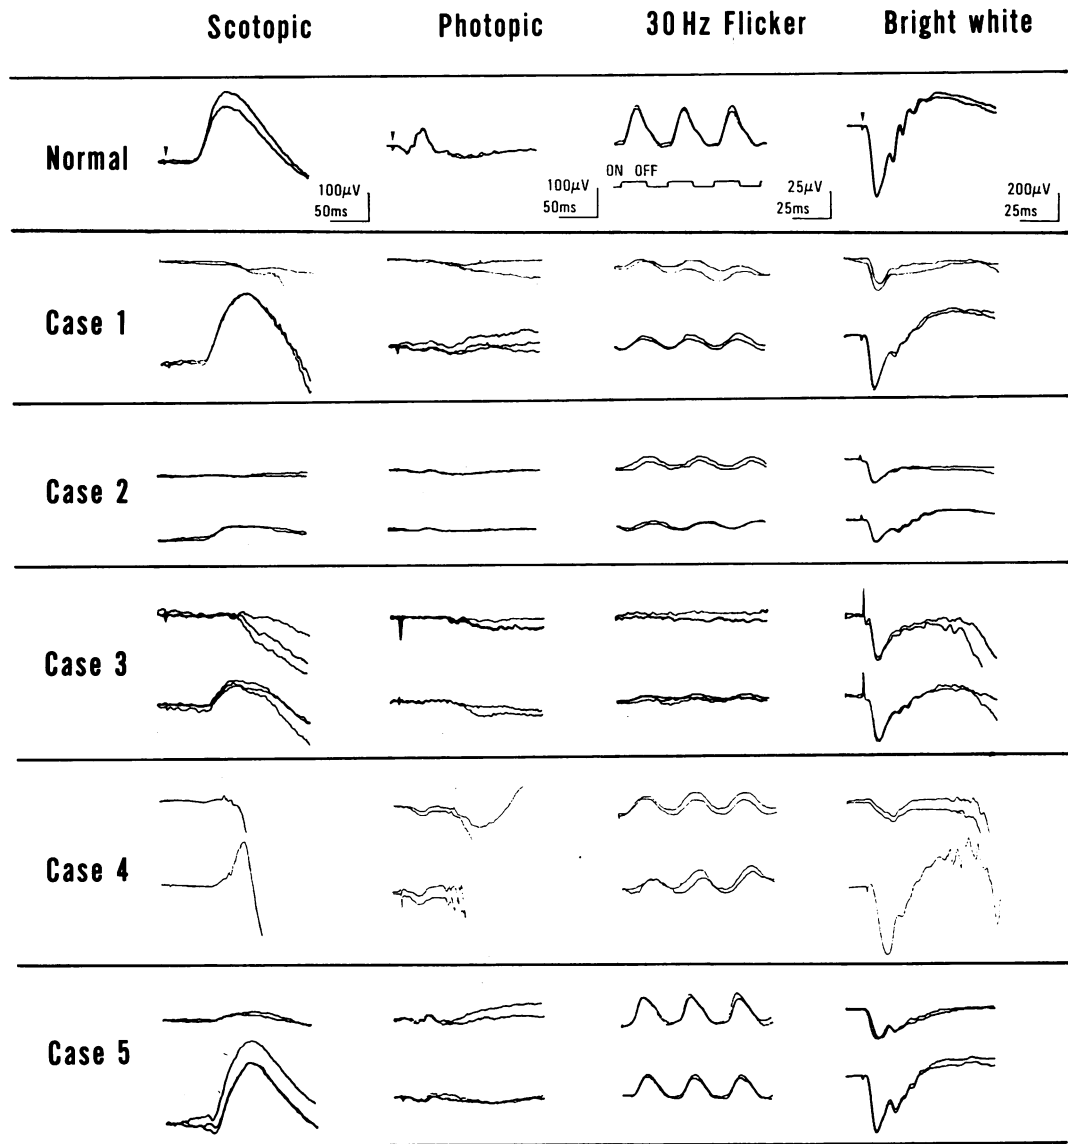 Scotopic Photopic 30 Hz Flicker Bright white
Normal
ON OFF
100μV
50ms
100μV
50ms
25μV
25ms
200μV
25ms
Case 1
Case 2
Case 3
Case 4
Case 5